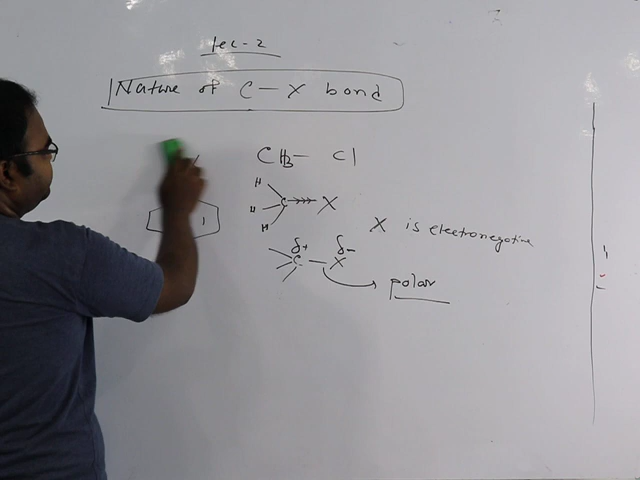 Lec-2
Nature of C-X bond
CH3- Cl
H
H C X
H
X is electronegative
δ+ δ-
C - X
polar